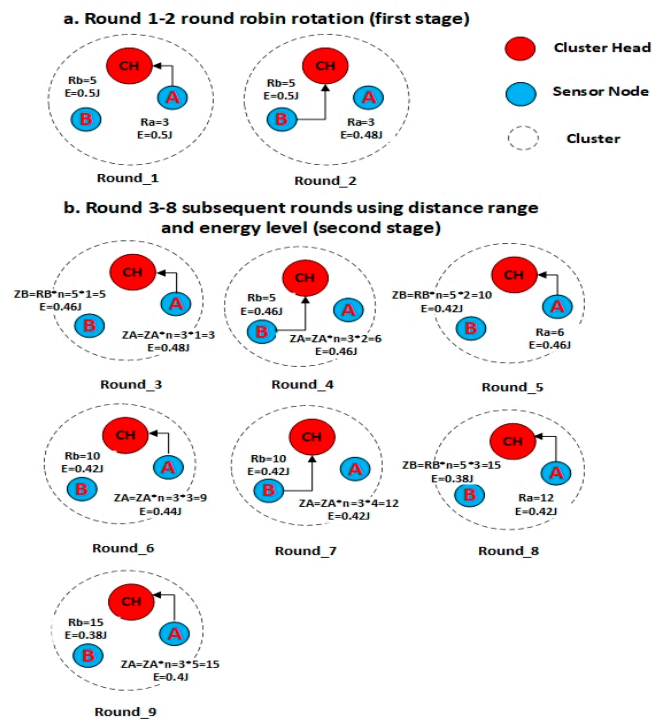 a. Round 1-2 round robin rotation (first stage)
CH
Rb=5
E=0.5J
A
B
Ra=3
E=0.5J
Round_1
CH
Rb=5
E=0.5J
A
B
Ra=3
E=0.48J
Round_2
Cluster Head
Sensor Node
Cluster
b. Round 3-8 subsequent rounds using distance range
and energy level (second stage)
CH
ZB=RB*n=5*1=5
E=0.46J
A
B
ZA=ZA*n=3*1=3
E=0.48J
Round_3
CH
Rb=5
E=0.46J
A
B
ZA=ZA*n=3*2=6
E=0.46J
Round_4
CH
ZB=RB*n=5*2=10
E=0.42J
A
B
Ra=6
E=0.46J
Round_5
CH
Rb=10
E=0.42J
A
B
ZA=ZA*n=3*3=9
E=0.44J
Round_6
CH
Rb=10
E=0.42J
A
B
ZA=ZA*n=3*4=12
E=0.42J
Round_7
CH
ZB=RB*n=5*3=15
E=0.38J
A
B
Ra=12
E=0.42J
Round_8
CH
Rb=15
E=0.38J
A
B
ZA=ZA*n=3*5=15
E=0.4J
Round_9